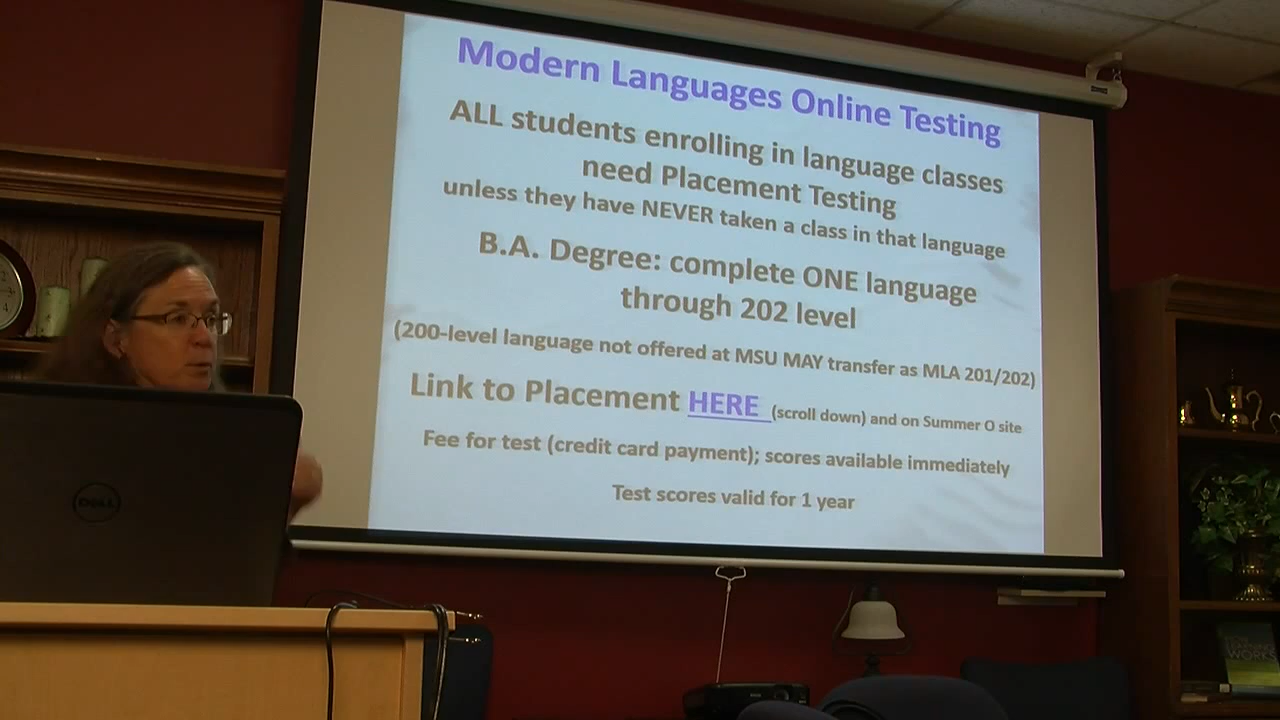 Modern Languages Online Testing
ALL students enrolling in language classes
need Placement Testing
unless they have NEVER taken a class in that language
B.A. Degree: complete ONE language
through 202 level
(200-level language not offered at MSU MAY transfer as MLA 201/202)
Link to Placement HERE (scroll down) and on Summer O site
Fee for test (credit card payment); scores available immediately
Test scores valid for 1 year
DELL